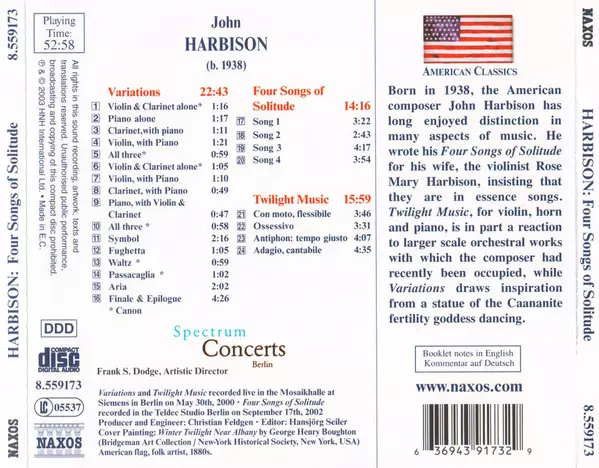 8.559173
HARBISON: Four Songs of Solitude
NAXOS
Playing
Time:
52:58
All rights in this sound recording, artwork, texts and
translations reserved. Unauthorised public performance,
broadcasting and copying of this compact disc prohibited.
℗ & © 2003 HNH International Ltd. • Made in E.C.
DDD
COMPACT
disc
DIGITAL AUDIO
8.559173
LC 05537
NAXOS
John
HARBISON
(b. 1938)
Variations 22:43
1 Violin & Clarinet alone* 1:16
2 Piano alone 1:17
3 Clarinet,with piano 1:11
4 Violin, with Piano 1:21
5 All three* 0:59
6 Violin & Clarinet alone* 1:05
7 Violin, with Piano 1:10
8 Clarinet, with Piano 0:49
9 Piano, with Violin &
Clarinet 0:47
10 All three * 0:58
11 Symbol 2:16
12 Fughetta 1:05
13 Waltz * 0:59
14 Passacaglia * 1:02
15 Aria 2:02
16 Finale & Epilogue 4:26
* Canon
Four Songs of
Solitude 14:16
17 Song 1 3:22
18 Song 2 2:43
19 Song 3 4:17
20 Song 4 3:54
Twilight Music 15:59
21 Con moto, flessibile 3:46
22 Ossessivo 3:31
23 Antiphon: tempo giusto 4:07
24 Adagio, cantabile 4:35
Spectrum
Concerts
Berlin
Frank S. Dodge, Artistic Director
Variations and Twilight Music recorded live in the Mosaikhalle at
Siemens in Berlin on May 30th, 2000 · Four Songs of Solitude
recorded in the Teldec Studio Berlin on September 17th, 2002
Producer and Engineer: Christian Feldgen · Editor: Hansjörg Seiler
Cover Painting: Winter Twilight Near Albany by George Henry Boughton
(Bridgeman Art Collection / New-York Historical Society, New York, USA)
American flag, folk artist, 1880s.
AMERICAN CLASSICS
Born in 1938, the American
composer John Harbison has
long enjoyed distinction in
many aspects of music. He
wrote his Four Songs of Solitude
for his wife, the violinist Rose
Mary Harbison, insisting that
they are in essence songs.
Twilight Music, for violin, horn
and piano, is in part a reaction
to larger scale orchestral works
with which the composer had
recently been occupied, while
Variations draws inspiration
from a statue of the Caananite
fertility goddess dancing.
Booklet notes in English
Kommentar auf Deutsch
www.naxos.com
6 36943 91732 9
NAXOS
HARBISON: Four Songs of Solitude
8.559173